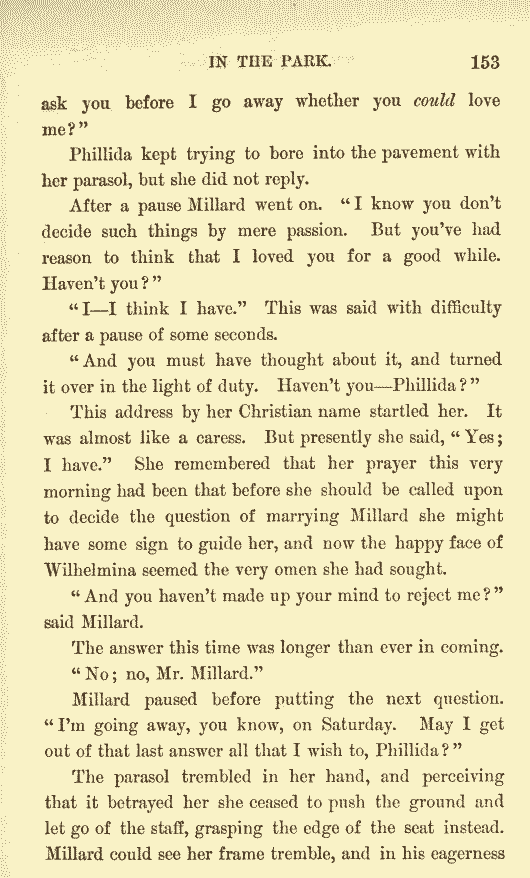 IN THE PARK. 153
ask you before I go away whether you could love
me?”
Phillida kept trying to bore into the pavement with
her parasol, but she did not reply.
After a pause Millard went on. “I know you don’t
decide such things by mere passion. But you’ve had
reason to think that I loved you for a good while.
Haven’t you?”
“I—I think I have.” This was said with difficulty
after a pause of some seconds.
“And you must have thought about it, and turned
it over in the light of duty. Haven’t you—Phillida?”
This address by her Christian name startled her. It
was almost like a caress. But presently she said, “Yes;
I have.” She remembered that her prayer this very
morning had been that before she should be called upon
to decide the question of marrying Millard she might
have some sign to guide her, and now the happy face of
Wilhelmina seemed the very omen she had sought.
“And you haven’t made up your mind to reject me?”
said Millard.
The answer this time was longer than ever in coming.
“No; no, Mr. Millard.”
Millard paused before putting the next question.
“I’m going away, you know, on Saturday. May I get
out of that last answer all that I wish to, Phillida?”
The parasol trembled in her hand, and perceiving
that it betrayed her she ceased to push the ground and
let go of the staff, grasping the edge of the seat instead.
Millard could see her frame tremble, and in his eagerness